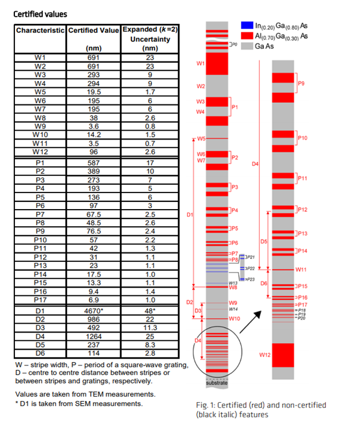 Certified values
Characteristic Certified Value Expanded (k=2)
(nm) Uncertainty
(nm)
W1 691 23
W2 691 23
W3 293 9
W4 294 9
W5 19.5 1.7
W6 195 6
W7 195 6
W8 38 2.6
W9 3.6 0.8
W10 14.2 1.5
W11 3.5 0.7
W12 96 2.6
P1 587 17
P2 389 10
P3 273 7
P4 193 5
P5 136 6
P6 97 3
P7 67.5 2.5
P8 48.5 2.6
P9 76.5 2.4
P10 57 2.2
P11 42 1.3
P12 31 1.1
P13 23 1.1
P14 17.5 1.0
P15 13.3 1.1
P16 9.4 1.4
P17 6.9 1.0
D1 4670* 48*
D2 986 22
D3 492 11.3
D4 1264 25
D5 237 8.3
D6 114 2.8
W – stripe width, P – period of a square-wave grating,
D – centre to centre distance between stripes or
between stripes and gratings, respectively.
Values are taken from TEM measurements.
* D1 is taken from SEM measurements.
In(0.20)Ga(0.80)As
Al(0.70)Ga(0.30)As
GaAs
W1
W2
W3
W4
P1
W5
W6
W7
P2
P3
P4
D1
P5
P6
P7
P8
P21
P22
P23
W13
W8
D2
W9
D3
W14
W10
D4
substrate
P9
P10
D4
P11
P12
D5
P13
P14
W11
D6
P15
P16
P17
P18
P19
P20
W12
Fig. 1: Certified (red) and non-certified
(black italic) features